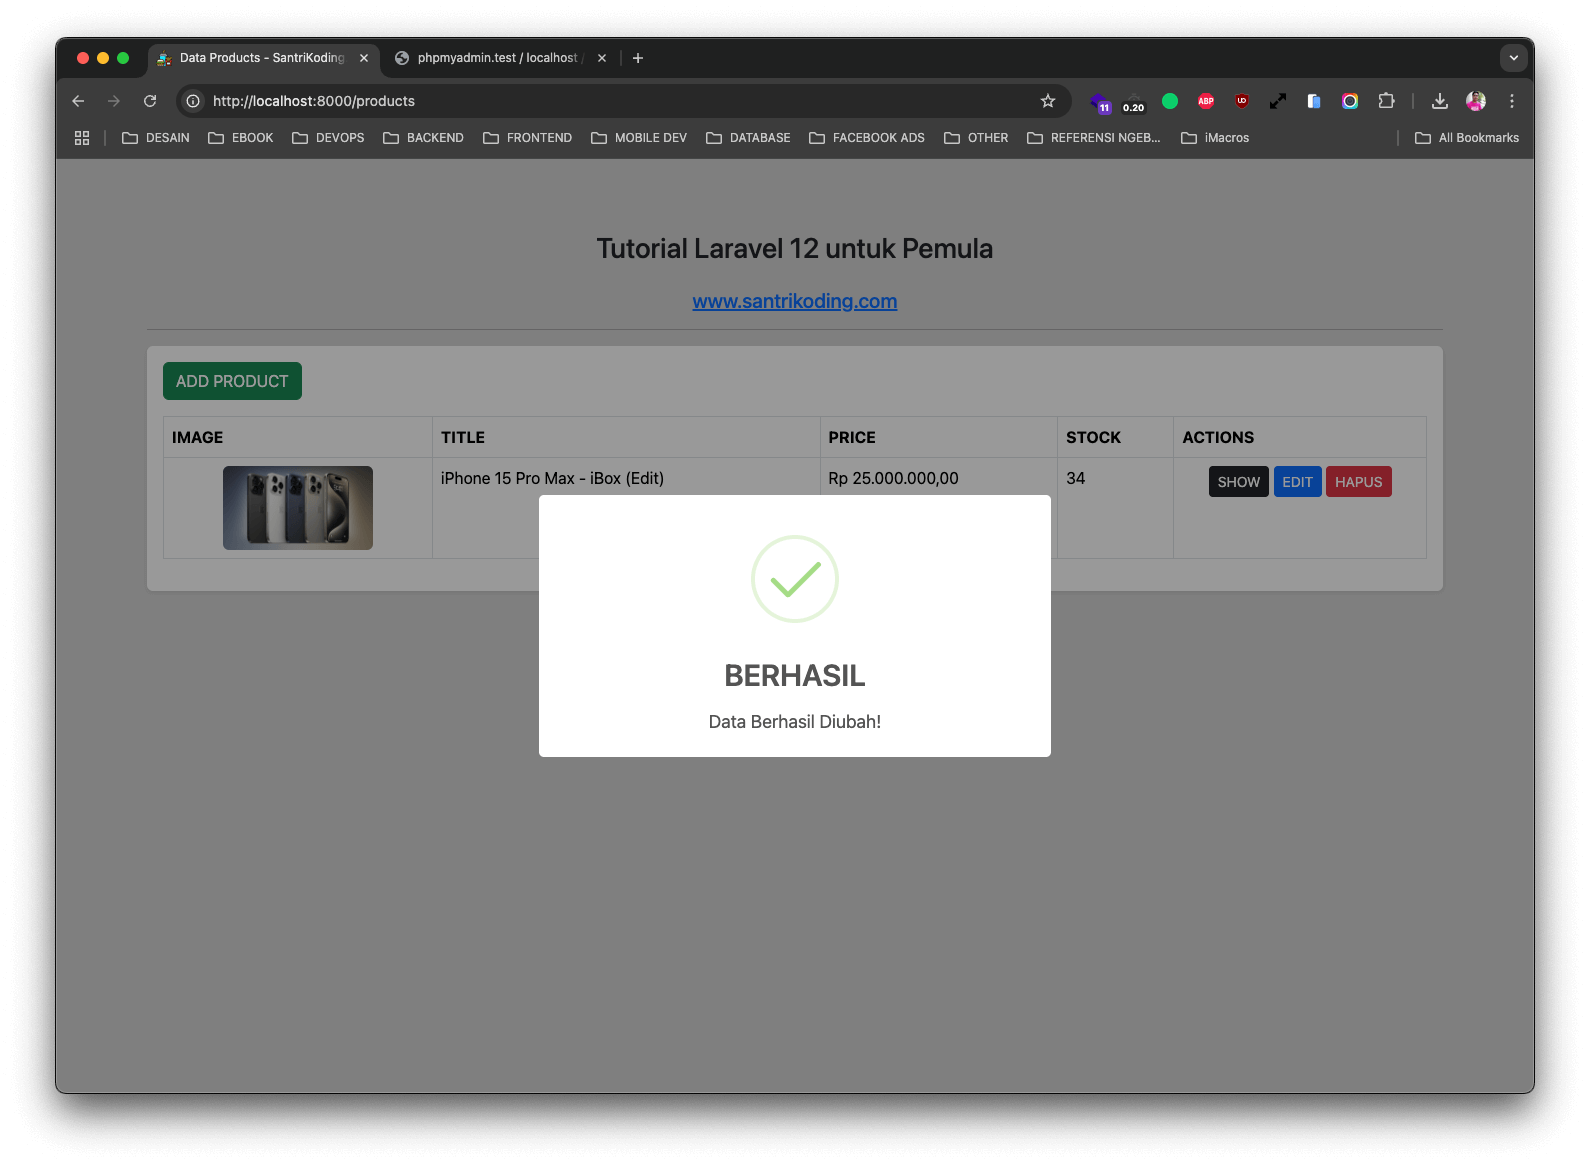 Data Products - SantriKoding
phpmyadmin.test / localhost /
http://localhost:8000/products
11
0.20
ABP
UD
DESAIN
EBOOK
DEVOPS
BACKEND
FRONTEND
MOBILE DEV
DATABASE
FACEBOOK ADS
OTHER
REFERENSI NGEB...
iMacros
All Bookmarks
Tutorial Laravel 12 untuk Pemula
www.santrikoding.com
ADD PRODUCT
IMAGE
TITLE
PRICE
STOCK
ACTIONS
iPhone 15 Pro Max - iBox (Edit)
Rp 25.000.000,00
34
SHOW
EDIT
HAPUS
BERHASIL
Data Berhasil Diubah!